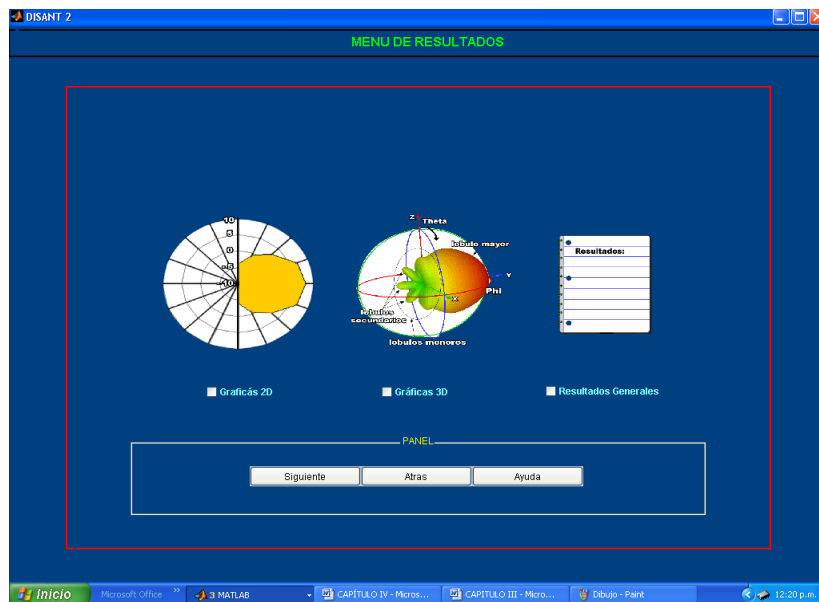 DISANT 2
MENU DE RESULTADOS
10
5
0
-5
-10
Z Theta
lobulo mayor
Y
Phi
X
lobulos
secundarios
lobulos menoros
Resultados:
Graficás 2D
Gráficas 3D
Resultados Generales
PANEL
Siguiente
Atras
Ayuda
Inicio
Microsoft Office
3 MATLAB
CAPÍTULO IV - Micros...
CAPITULO III - Micro...
Dibujo - Paint
12:20 p.m.